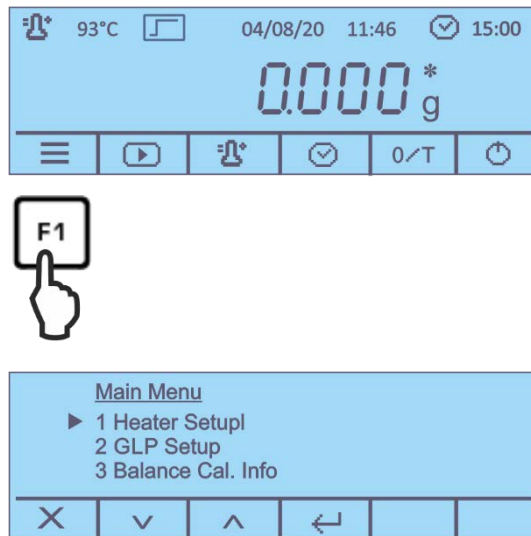 93°C 04/08/20 11:46 15:00
0.000 *
g
0/T
F1
Main Menu
1 Heater Setupl
2 GLP Setup
3 Balance Cal. Info